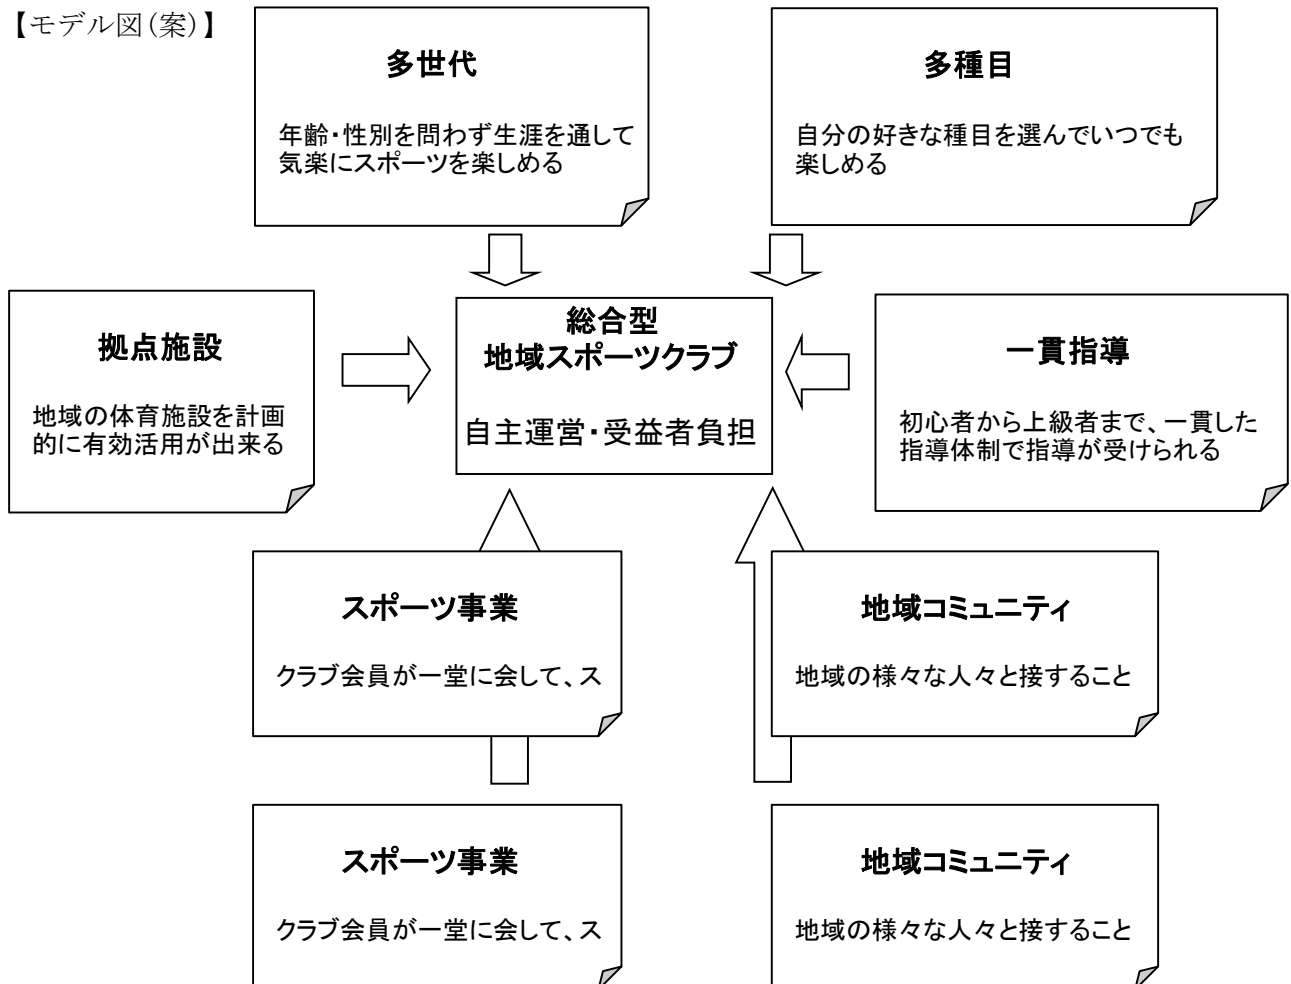 【モデル図(案)】
多世代
年齢・性別を問わず生涯を通して
気楽にスポーツを楽しめる
多種目
自分の好きな種目を選んでいつでも
楽しめる
拠点施設
地域の体育施設を計画
的に有効活用が出来る
総合型
地域スポーツクラブ
自主運営・受益者負担
一貫指導
初心者から上級者まで、一貫した
指導体制で指導が受けられる
スポーツ事業
クラブ会員が一堂に会して、ス
地域コミュニティ
地域の様々な人々と接すること
スポーツ事業
クラブ会員が一堂に会して、ス
地域コミュニティ
地域の様々な人々と接すること